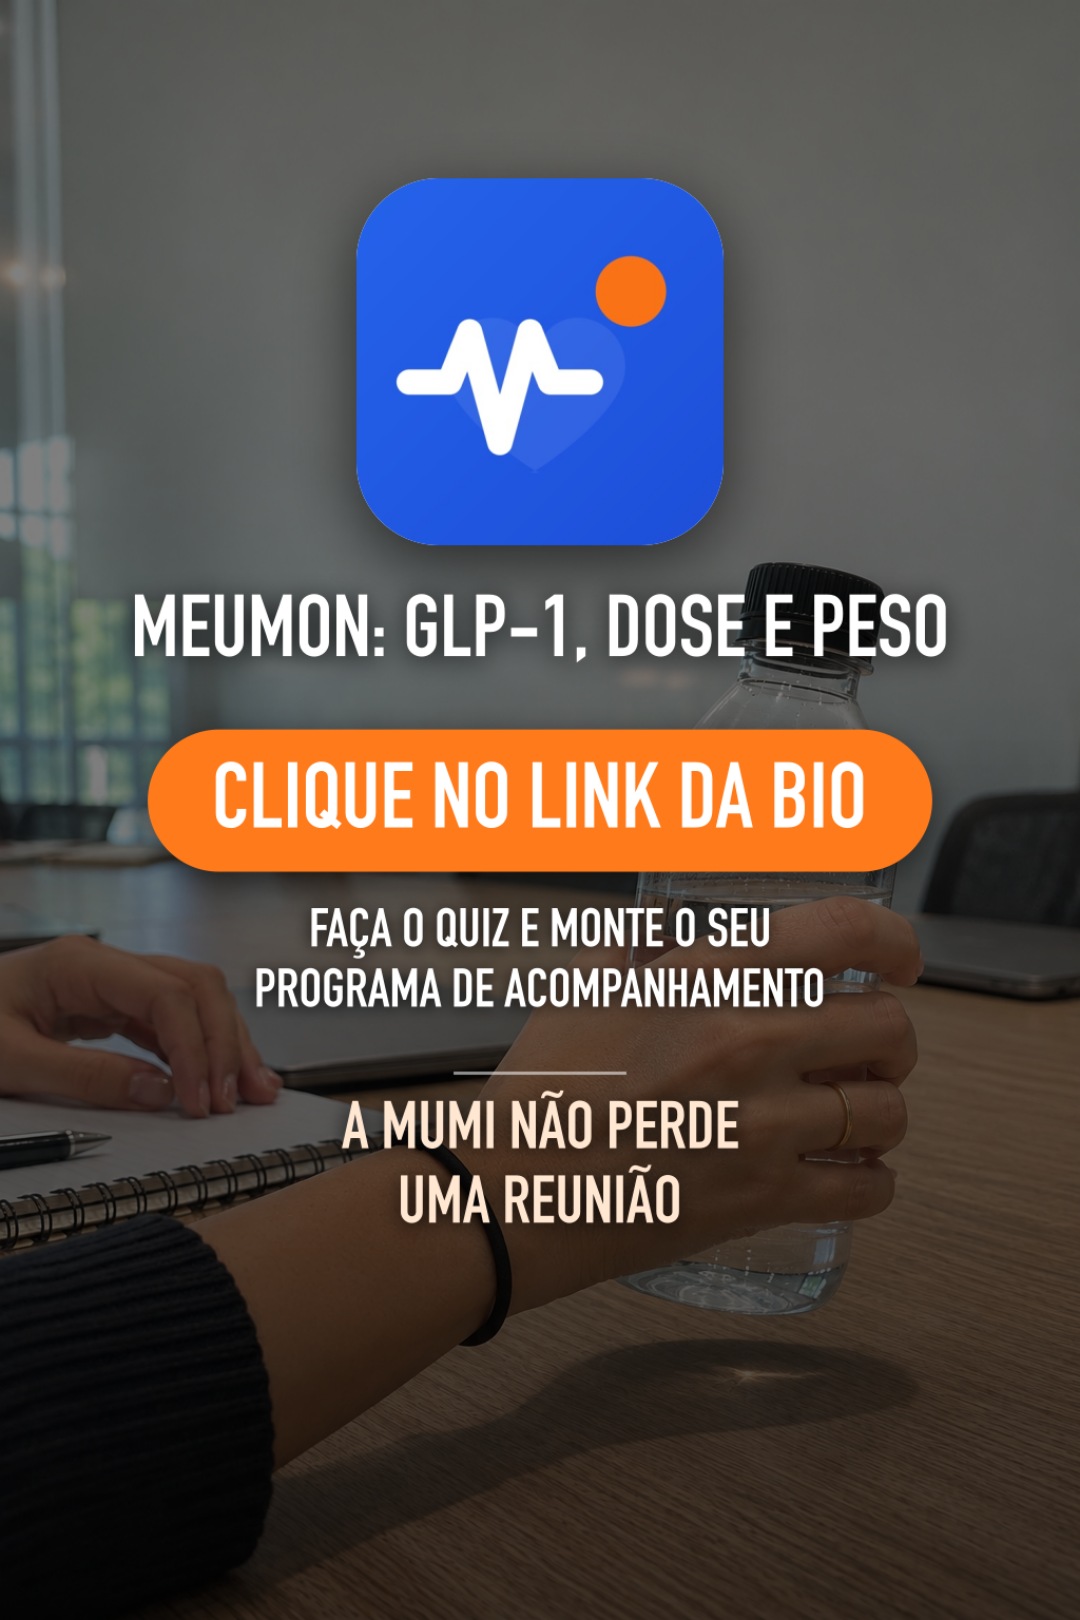 MEUMON: GLP-1, DOSE E PESO
CLIQUE NO LINK DA BIO
FAÇA O QUIZ E MONTE O SEU
PROGRAMA DE ACOMPANHAMENTO
A MUMI NÃO PERDE
UMA REUNIÃO